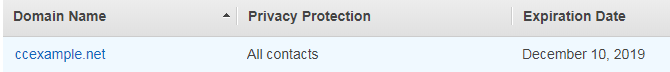 Domain Name Privacy Protection Expiration Date
ccexample.net All contacts December 10, 2019